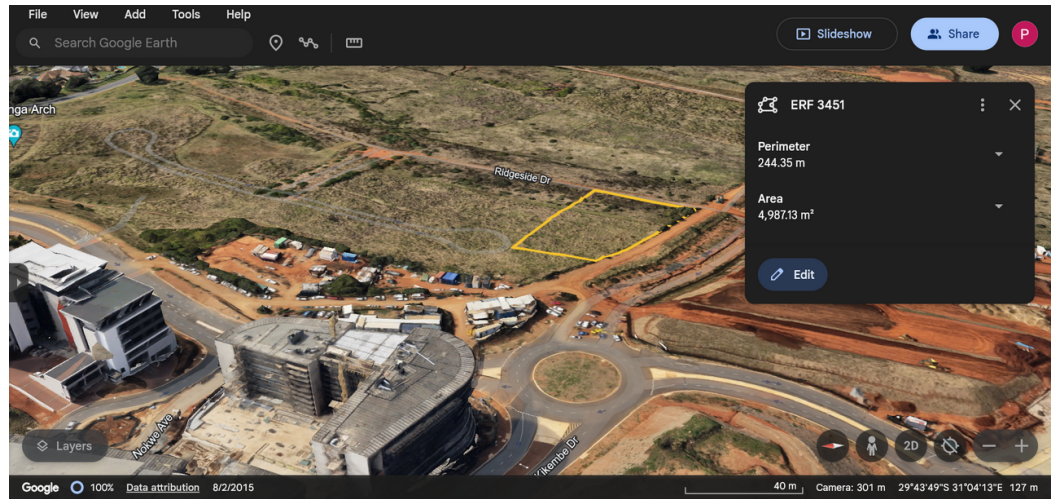 File View Add Tools Help
Search Google Earth
Slideshow
Share
P
nga Arch
ERF 3451
Perimeter
244.35 m
Ridgeside Dr
Area
4,987.13 m²
Edit
Nokwe Ave
Kikembe Dr
Layers
2D
Google 100% Data attribution 8/2/2015 40 m Camera: 301 m 29°43'49"S 31°04'13"E 127 m